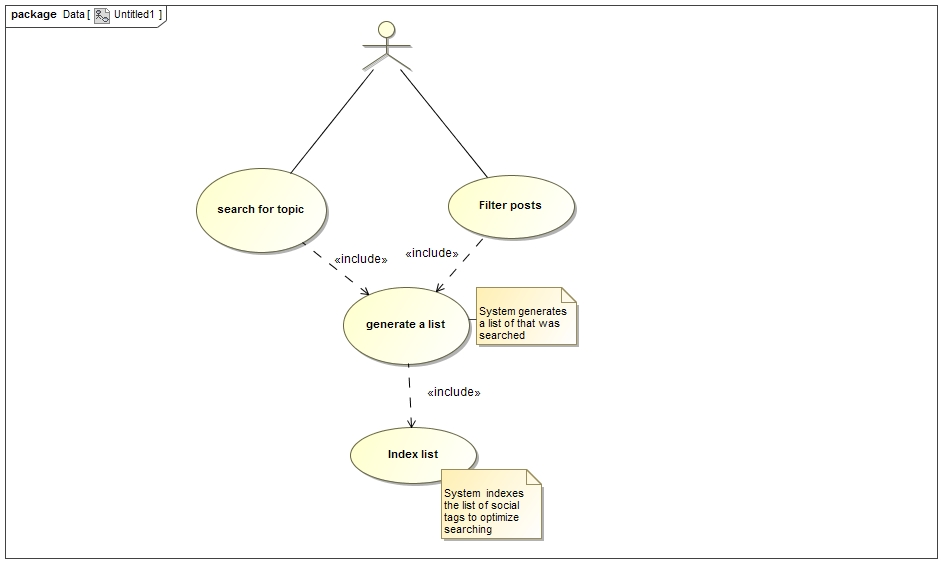 package Data [ Untitled1 ]
search for topic
Filter posts
«include»
«include»
generate a list
System generates
a list of that was
searched
«include»
Index list
System indexes
the list of social
tags to optimize
searching